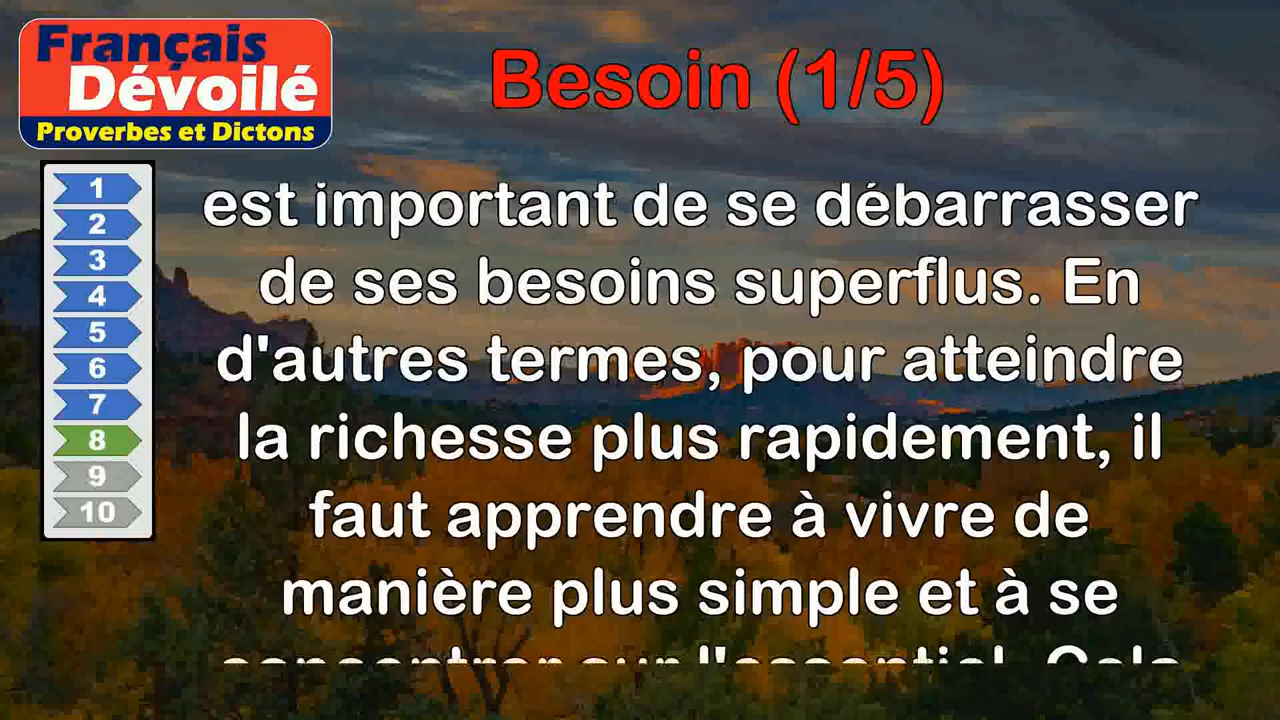 Français
Dévoilé
Proverbes et Dictons
Besoin (1/5)
1
2
3
4
5
6
7
8
9
10
est important de se débarrasser
de ses besoins superflus. En
d'autres termes, pour atteindre
la richesse plus rapidement, il
faut apprendre à vivre de
manière plus simple et à se